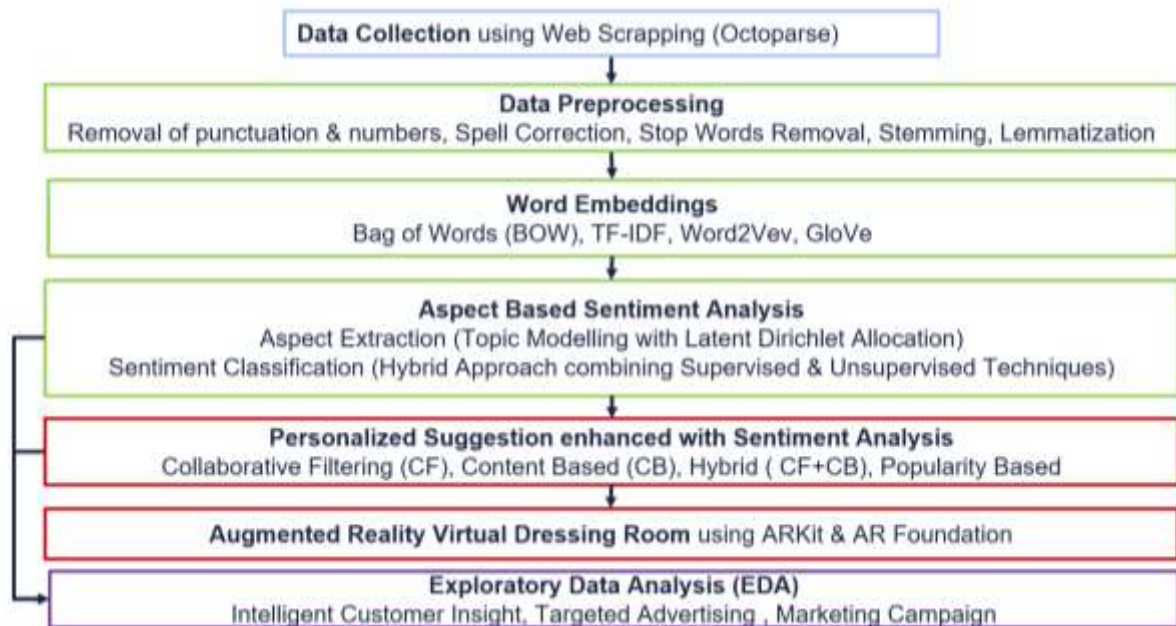 Data Collection using Web Scrapping (Octoparse)
Data Preprocessing
Removal of punctuation & numbers, Spell Correction, Stop Words Removal, Stemming, Lemmatization
Word Embeddings
Bag of Words (BOW), TF-IDF, Word2Vev, GloVe
Aspect Based Sentiment Analysis
Aspect Extraction (Topic Modelling with Latent Dirichlet Allocation)
Sentiment Classification (Hybrid Approach combining Supervised & Unsupervised Techniques)
Personalized Suggestion enhanced with Sentiment Analysis
Collaborative Filtering (CF), Content Based (CB), Hybrid ( CF+CB), Popularity Based
Augmented Reality Virtual Dressing Room using ARKit & AR Foundation
Exploratory Data Analysis (EDA)
Intelligent Customer Insight, Targeted Advertising , Marketing Campaign